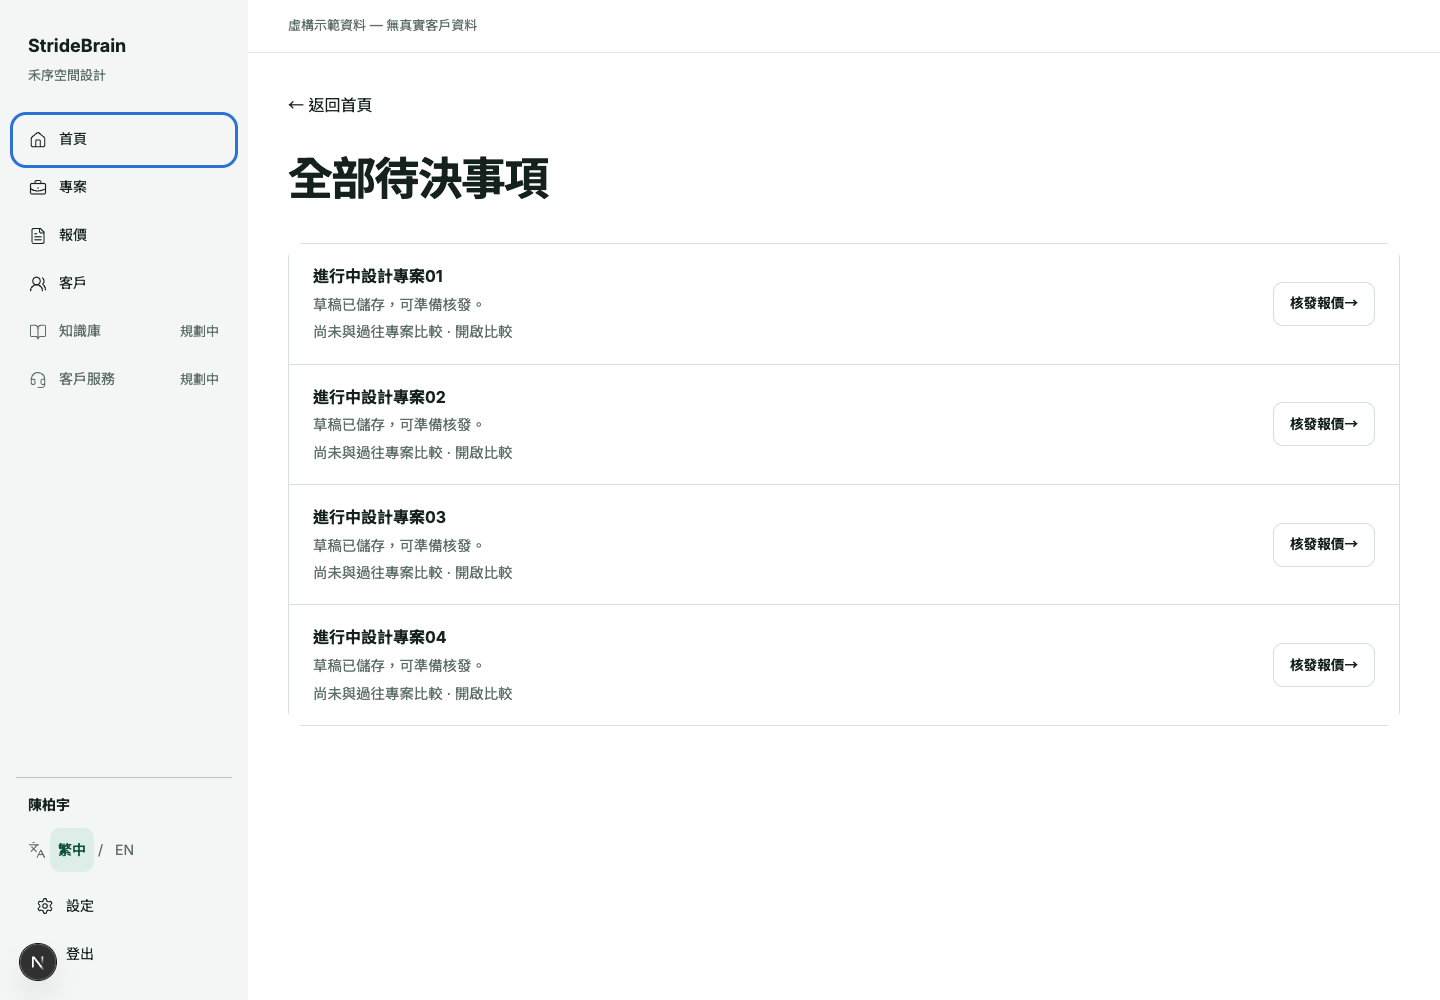 StrideBrain
禾序空間設計
首頁
專案
報價
客戶
知識庫 規劃中
客戶服務 規劃中
陳柏宇
繁中 / EN
設定
登出
虛構示範資料 — 無真實客戶資料
← 返回首頁
全部待決事項
進行中設計專案01
草稿已儲存，可準備核發。
尚未與過往專案比較 · 開啟比較
核發報價→
進行中設計專案02
草稿已儲存，可準備核發。
尚未與過往專案比較 · 開啟比較
核發報價→
進行中設計專案03
草稿已儲存，可準備核發。
尚未與過往專案比較 · 開啟比較
核發報價→
進行中設計專案04
草稿已儲存，可準備核發。
尚未與過往專案比較 · 開啟比較
核發報價→